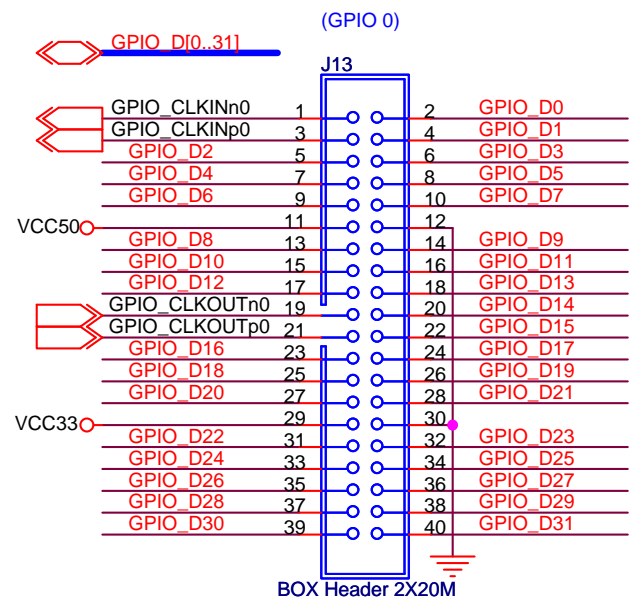 (GPIO 0)
GPIO_D[0..31]
J13
GPIO_CLKINn0 1 2 GPIO_D0
GPIO_CLKINp0 3 4 GPIO_D1
GPIO_D2 5 6 GPIO_D3
GPIO_D4 7 8 GPIO_D5
GPIO_D6 9 10 GPIO_D7
VCC50 11 12
GPIO_D8 13 14 GPIO_D9
GPIO_D10 15 16 GPIO_D11
GPIO_D12 17 18 GPIO_D13
GPIO_CLKOUTn0 19 20 GPIO_D14
GPIO_CLKOUTp0 21 22 GPIO_D15
GPIO_D16 23 24 GPIO_D17
GPIO_D18 25 26 GPIO_D19
GPIO_D20 27 28 GPIO_D21
VCC33 29 30
GPIO_D22 31 32 GPIO_D23
GPIO_D24 33 34 GPIO_D25
GPIO_D26 35 36 GPIO_D27
GPIO_D28 37 38 GPIO_D29
GPIO_D30 39 40 GPIO_D31
BOX Header 2X20M